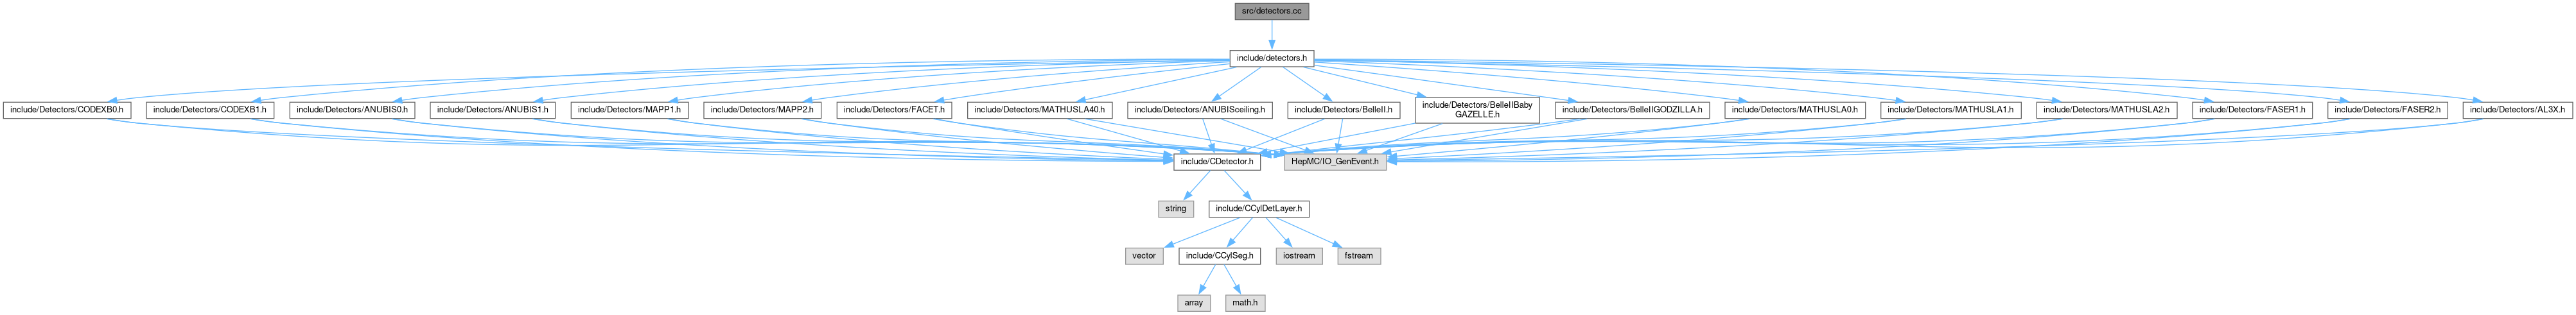 src/detectors.cc
include/detectors.h
include/Detectors/CODEXB0.h
include/Detectors/CODEXB1.h
include/Detectors/ANUBIS0.h
include/Detectors/ANUBIS1.h
include/Detectors/MAPP1.h
include/Detectors/MAPP2.h
include/Detectors/FACET.h
include/Detectors/MATHUSLA40.h
include/Detectors/ANUBISceiling.h
include/Detectors/BelleII.h
include/Detectors/BelleIIBaby
GAZELLE.h
include/Detectors/BelleIIGODZILLA.h
include/Detectors/MATHUSLA0.h
include/Detectors/MATHUSLA1.h
include/Detectors/MATHUSLA2.h
include/Detectors/FASER1.h
include/Detectors/FASER2.h
include/Detectors/AL3X.h
include/CDetector.h
HepMC/IO_GenEvent.h
string
include/CCylDetLayer.h
vector
include/CCylSeg.h
iostream
fstream
array
math.h